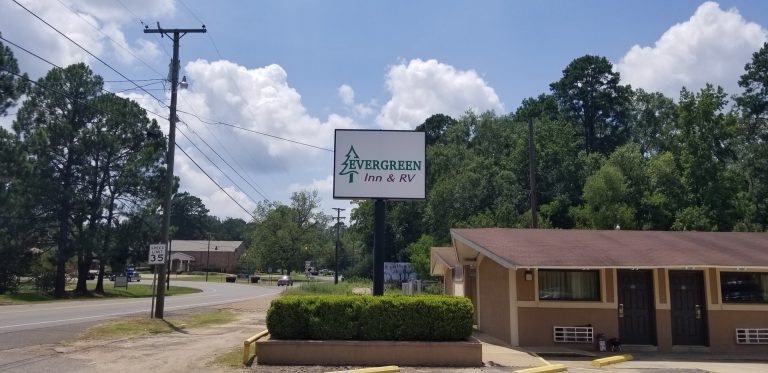 EVERGREEN
Inn & RV
SPEED LIMIT
35